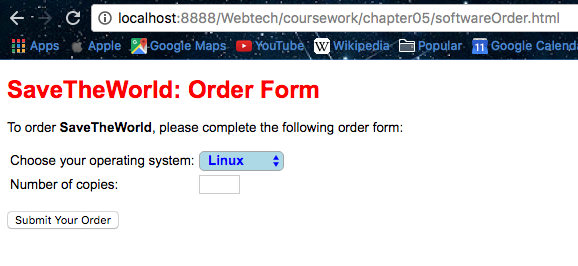 localhost:8888/Webtech/coursework/chapter05/softwareOrder.html
Apps Apple Google Maps YouTube W Wikipedia Popular 11 Google Calenda
SaveTheWorld: Order Form
To order SaveTheWorld, please complete the following order form:
Choose your operating system: Linux
Number of copies:
Submit Your Order